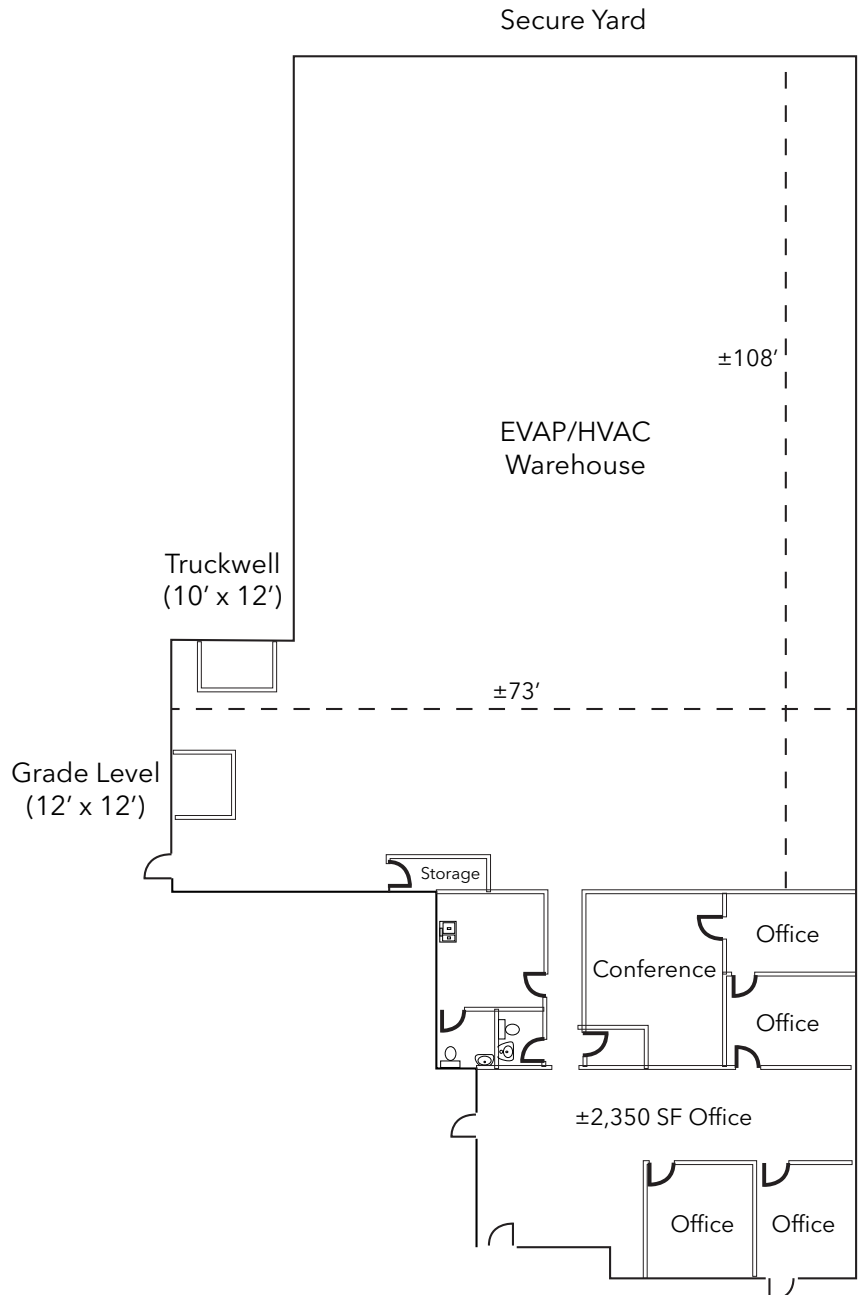 Secure Yard
±108’
EVAP/HVAC
Warehouse
Truckwell
(10’ x 12’)
±73’
Grade Level
(12’ x 12’)
Storage
Office
Conference
Office
±2,350 SF Office
Office
Office